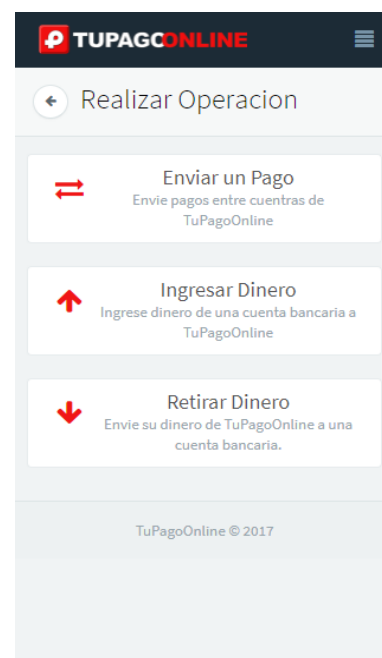 TUPAGOONLINE
Realizar Operacion
Enviar un Pago
Envie pagos entre cuentras de
TuPagoOnline
Ingresar Dinero
Ingrese dinero de una cuenta bancaria a
TuPagoOnline
Retirar Dinero
Envie su dinero de TuPagoOnline a una
cuenta bancaria.
TuPagoOnline © 2017